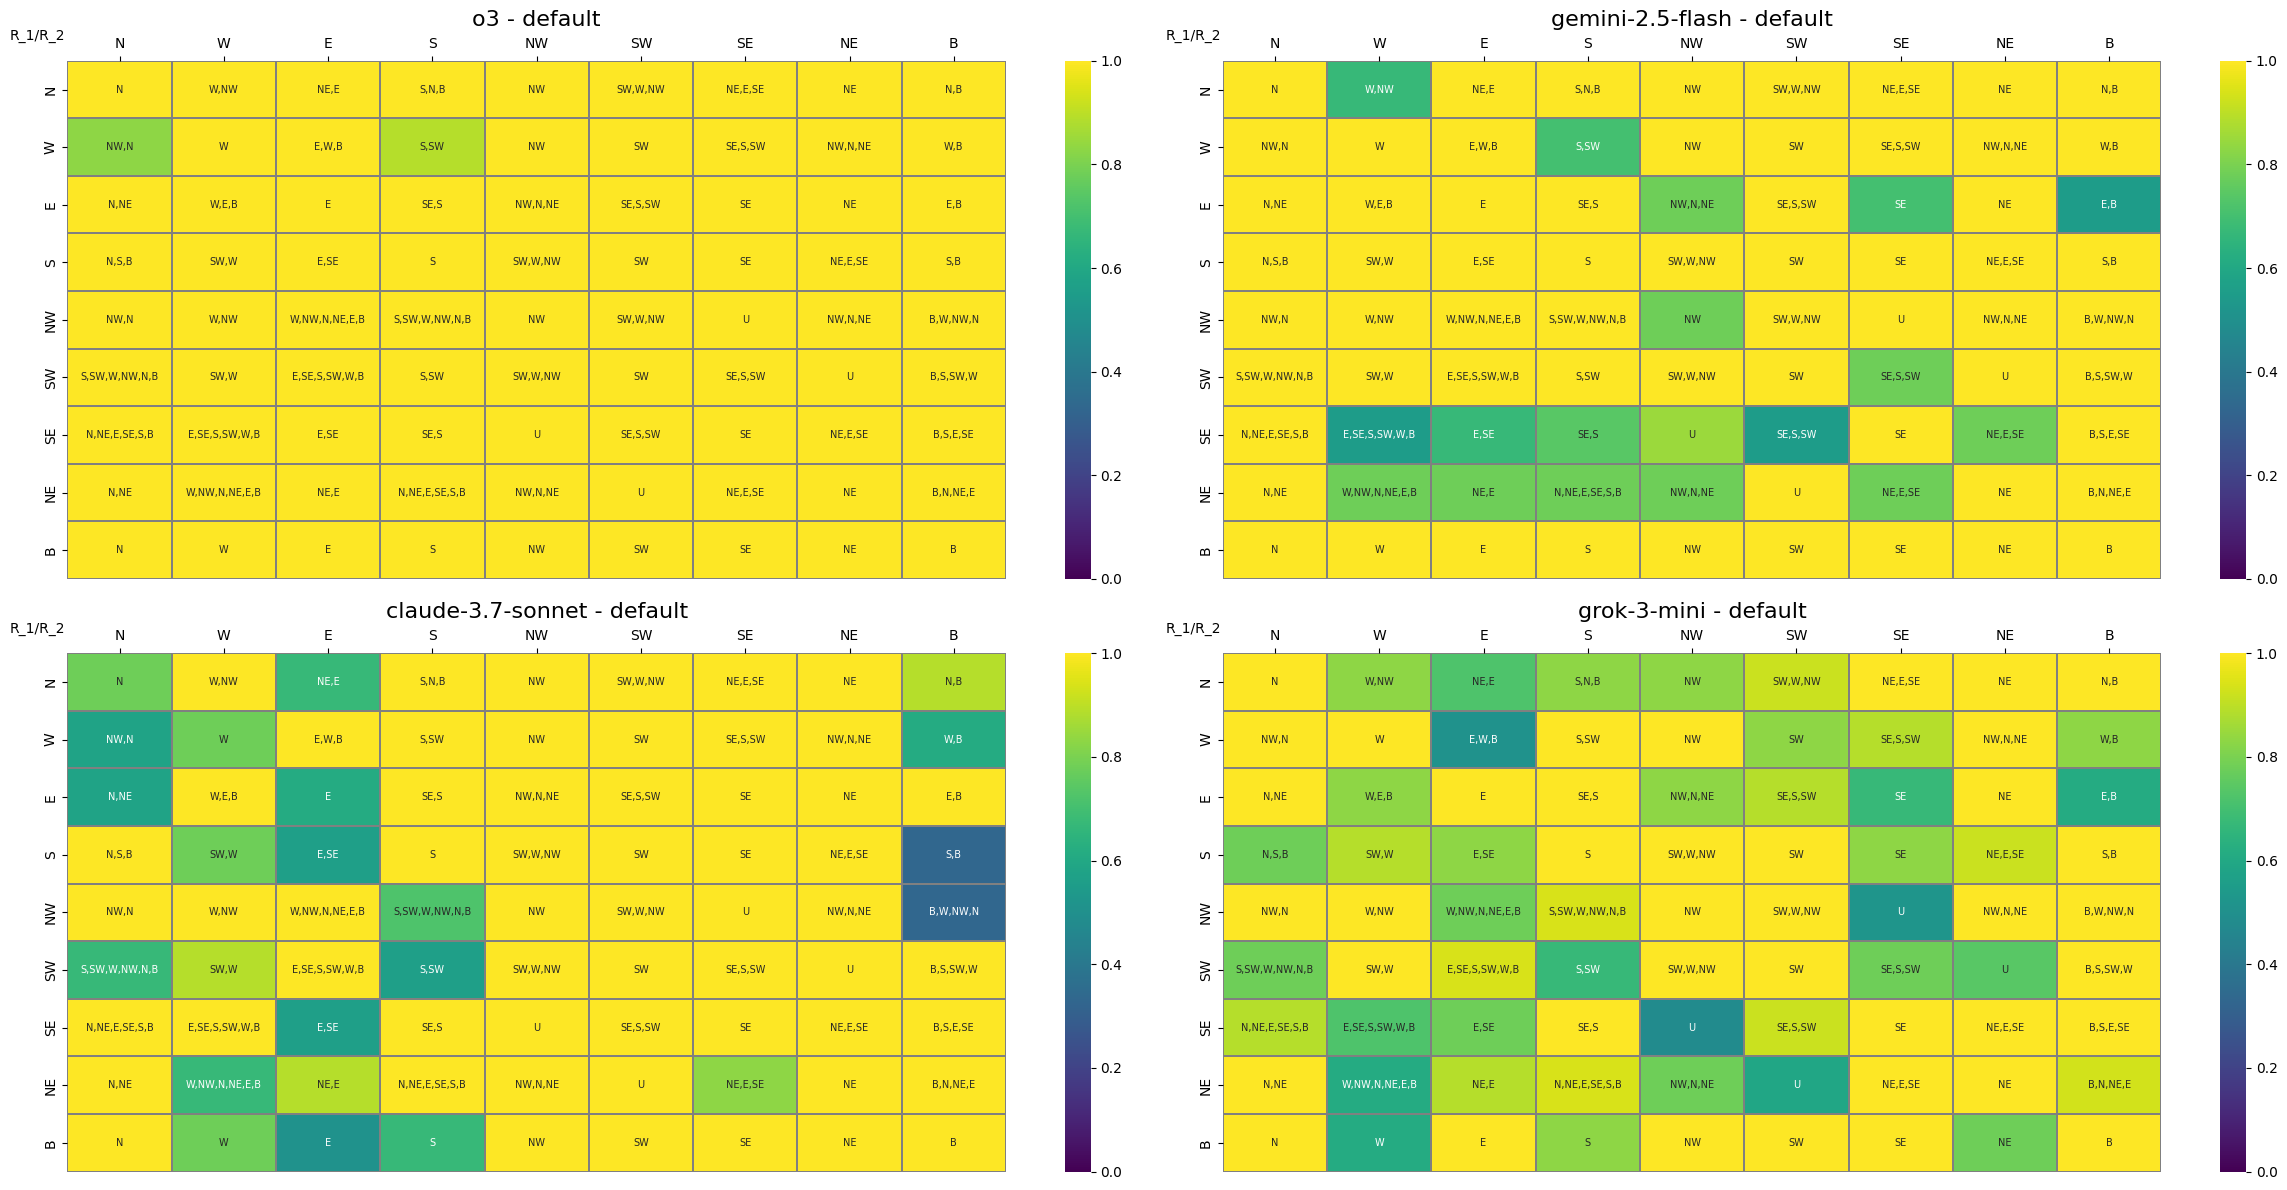 o3 - default
R_1/R_2
N W E S NW SW SE NE B
N N W,NW NE,E S,N,B NW SW,W,NW NE,E,SE NE N,B
W NW,N W E,W,B S,SW NW SW SE,S,SW NW,N,NE W,B
E N,NE W,E,B E SE,S NW,N,NE SE,S,SW SE NE E,B
S N,S,B SW,W E,SE S SW,W,NW SW SE NE,E,SE S,B
NW NW,N W,NW W,NW,N,NE,E,B S,SW,W,NW,N,B NW SW,W,NW U NW,N,NE B,W,NW,N
SW S,SW,W,NW,N,B SW,W E,SE,S,SW,W,B S,SW SW,W,NW SW SE,S,SW U B,S,SW,W
SE N,NE,E,SE,S,B E,SE,S,SW,W,B E,SE SE,S U SE,S,SW SE NE,E,SE B,S,E,SE
NE N,NE W,NW,N,NE,E,B NE,E N,NE,E,SE,S,B NW,N,NE U NE,E,SE NE B,N,NE,E
B N W E S NW SW SE NE B
1.0
0.8
0.6
0.4
0.2
0.0
gemini-2.5-flash - default
R_1/R_2
N W E S NW SW SE NE B
N N W,NW NE,E S,N,B NW SW,W,NW NE,E,SE NE N,B
W NW,N W E,W,B S,SW NW SW SE,S,SW NW,N,NE W,B
E N,NE W,E,B E SE,S NW,N,NE SE,S,SW SE NE E,B
S N,S,B SW,W E,SE S SW,W,NW SW SE NE,E,SE S,B
NW NW,N W,NW W,NW,N,NE,E,B S,SW,W,NW,N,B NW SW,W,NW U NW,N,NE B,W,NW,N
SW S,SW,W,NW,N,B SW,W E,SE,S,SW,W,B S,SW SW,W,NW SW SE,S,SW U B,S,SW,W
SE N,NE,E,SE,S,B E,SE,S,SW,W,B E,SE SE,S U SE,S,SW SE NE,E,SE B,S,E,SE
NE N,NE W,NW,N,NE,E,B NE,E N,NE,E,SE,S,B NW,N,NE U NE,E,SE NE B,N,NE,E
B N W E S NW SW SE NE B
1.0
0.8
0.6
0.4
0.2
0.0
claude-3.7-sonnet - default
R_1/R_2
N W E S NW SW SE NE B
N N W,NW NE,E S,N,B NW SW,W,NW NE,E,SE NE N,B
W NW,N W E,W,B S,SW NW SW SE,S,SW NW,N,NE W,B
E N,NE W,E,B E SE,S NW,N,NE SE,S,SW SE NE E,B
S N,S,B SW,W E,SE S SW,W,NW SW SE NE,E,SE S,B
NW NW,N W,NW W,NW,N,NE,E,B S,SW,W,NW,N,B NW SW,W,NW U NW,N,NE B,W,NW,N
SW S,SW,W,NW,N,B SW,W E,SE,S,SW,W,B S,SW SW,W,NW SW SE,S,SW U B,S,SW,W
SE N,NE,E,SE,S,B E,SE,S,SW,W,B E,SE SE,S U SE,S,SW SE NE,E,SE B,S,E,SE
NE N,NE W,NW,N,NE,E,B NE,E N,NE,E,SE,S,B NW,N,NE U NE,E,SE NE B,N,NE,E
B N W E S NW SW SE NE B
1.0
0.8
0.6
0.4
0.2
0.0
grok-3-mini - default
R_1/R_2
N W E S NW SW SE NE B
N N W,NW NE,E S,N,B NW SW,W,NW NE,E,SE NE N,B
W NW,N W E,W,B S,SW NW SW SE,S,SW NW,N,NE W,B
E N,NE W,E,B E SE,S NW,N,NE SE,S,SW SE NE E,B
S N,S,B SW,W E,SE S SW,W,NW SW SE NE,E,SE S,B
NW NW,N W,NW W,NW,N,NE,E,B S,SW,W,NW,N,B NW SW,W,NW U NW,N,NE B,W,NW,N
SW S,SW,W,NW,N,B SW,W E,SE,S,SW,W,B S,SW SW,W,NW SW SE,S,SW U B,S,SW,W
SE N,NE,E,SE,S,B E,SE,S,SW,W,B E,SE SE,S U SE,S,SW SE NE,E,SE B,S,E,SE
NE N,NE W,NW,N,NE,E,B NE,E N,NE,E,SE,S,B NW,N,NE U NE,E,SE NE B,N,NE,E
B N W E S NW SW SE NE B
1.0
0.8
0.6
0.4
0.2
0.0